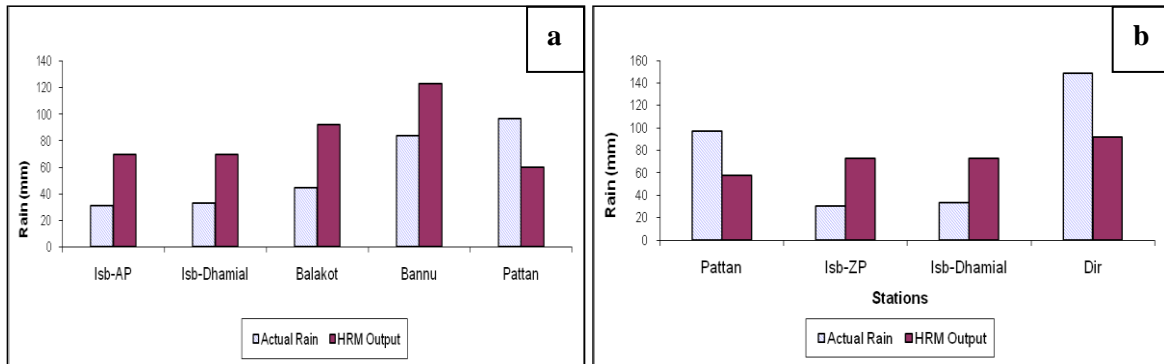 a
Rain (mm)
140
120
100
80
60
40
20
0
Isb-AP Isb-Dhamial Balakot Bannu Pattan
Actual Rain HRM Output
b
Rain (mm)
160
140
120
100
80
60
40
20
0
Pattan Isb-ZP Isb-Dhamial Dir
Stations
Actual Rain HRM Output